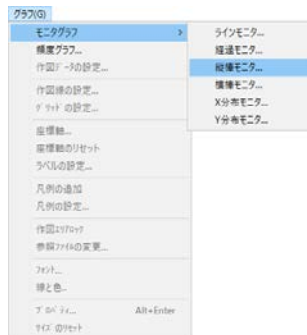 グラフ(G)
モニタグラフ
頻度グラフ...
作図データの設定...
作図線の設定...
グリッドの設定...
座標軸...
座標軸のリセット
ラベルの設定...
凡例の追加
凡例の設定...
作図エリアロック
参照ファイルの変更...
フォント...
線と色...
プロパティ... Alt+Enter
サイズのリセット
ラインモニタ...
経過モニタ...
縦棒モニタ...
横棒モニタ...
X分布モニタ...
Y分布モニタ...